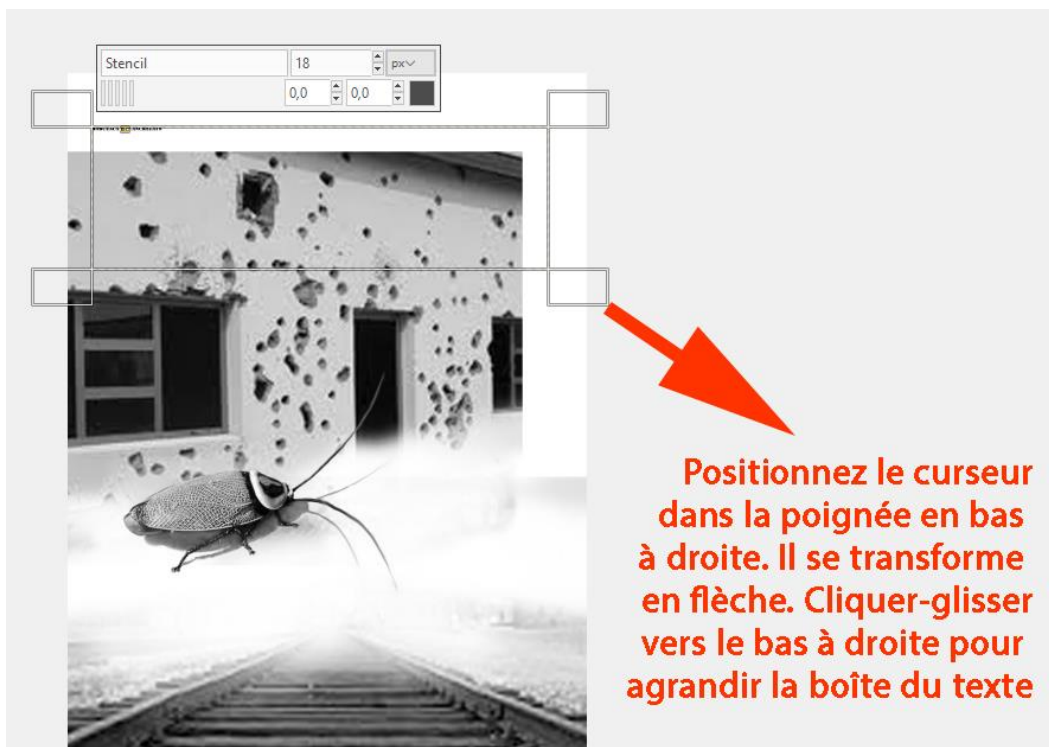 Stencil
18
px
0,0 0,0
Positionnez le curseur
dans la poignée en bas
à droite. Il se transforme
en flèche. Cliquer-glisser
vers le bas à droite pour
agrandir la boîte du texte